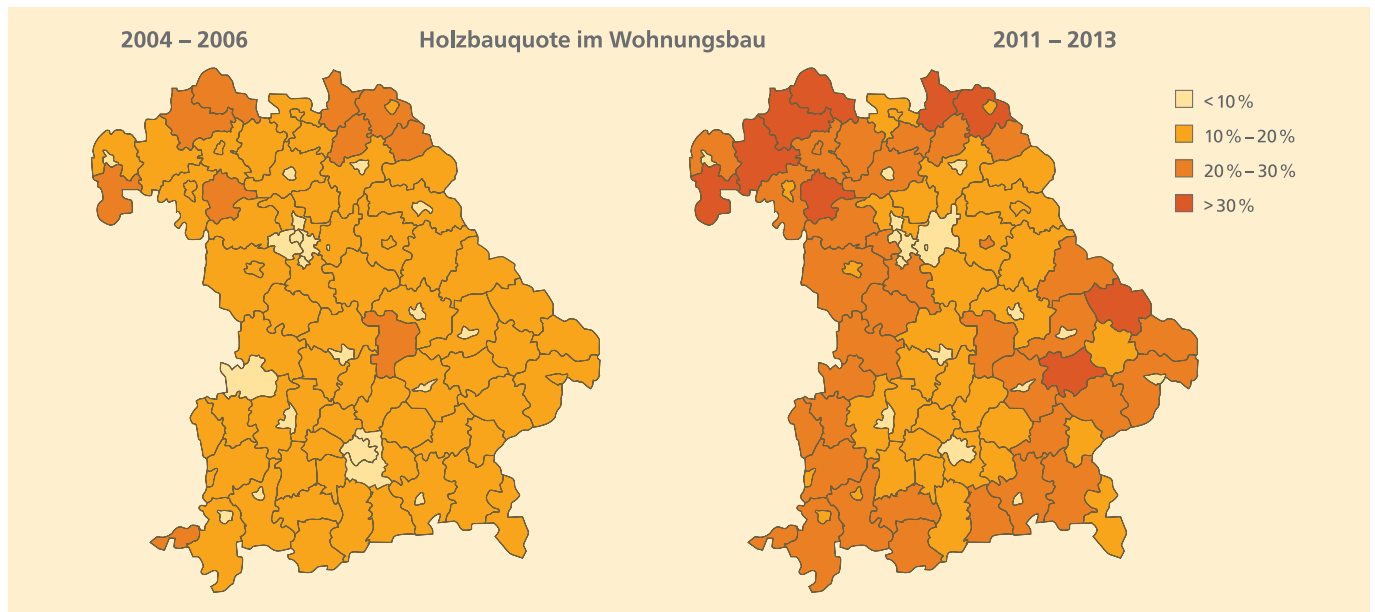 2004 – 2006
Holzbauquote im Wohnungsbau
2011 – 2013
< 10 %
10 % – 20 %
20 % – 30 %
> 30 %